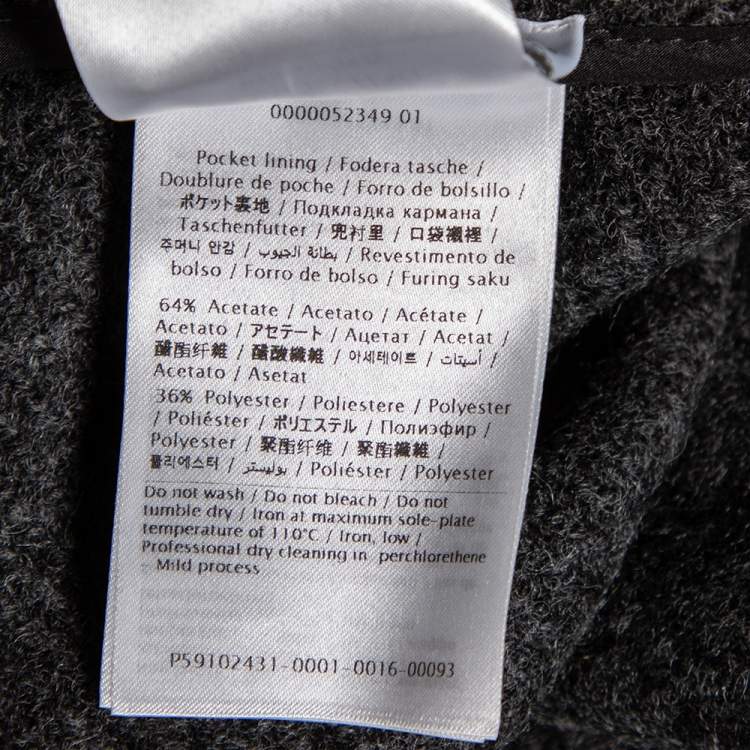 0000052349 01
Pocket lining / Fodera tasche /
Doublure de poche / Forro de bolsillo /
ポケット裏地 / Подкладка кармана /
Taschenfutter / 兜衬里 / 口袋襯裡 /
주머니 안감 / بطانة الجيوب / Revestimento de
bolso / Forro de bolso / Furing saku
64% Acetate / Acetato / Acétate /
Acetato / アセテート / Ацетат / Acetat /
醋酯纤維 / 醋酸纖維 / 아세테이트 / أسيتات /
Acetato / Asetat
36% Polyester / Poliestere / Polyester
/ Poliéster / ポリエステル / Полиэфир /
Polyester / 聚酯纤维 / 聚酯纖維 /
폴리에스터 / بوليستر / Poliéster / Polyester
Do not wash / Do not bleach / Do not
tumble dry / Iron at maximum sole-plate
temperature of 110°C / Iron, low /
Professional dry cleaning in perchlorethene
- Mild process
P59102431-0001-0016-00093